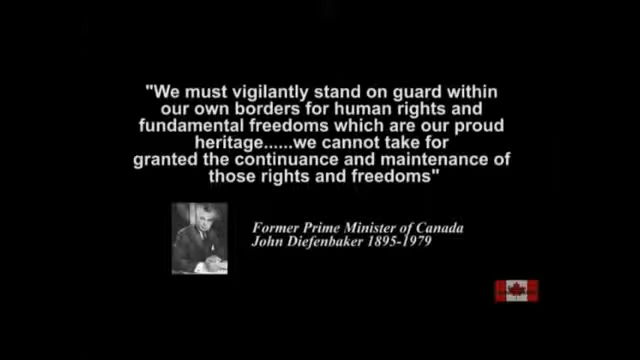 "We must vigilantly stand on guard within
our own borders for human rights and
fundamental freedoms which are our proud
heritage......we cannot take for
granted the continuance and maintenance of
those rights and freedoms"
Former Prime Minister of Canada
John Diefenbaker 1895-1979